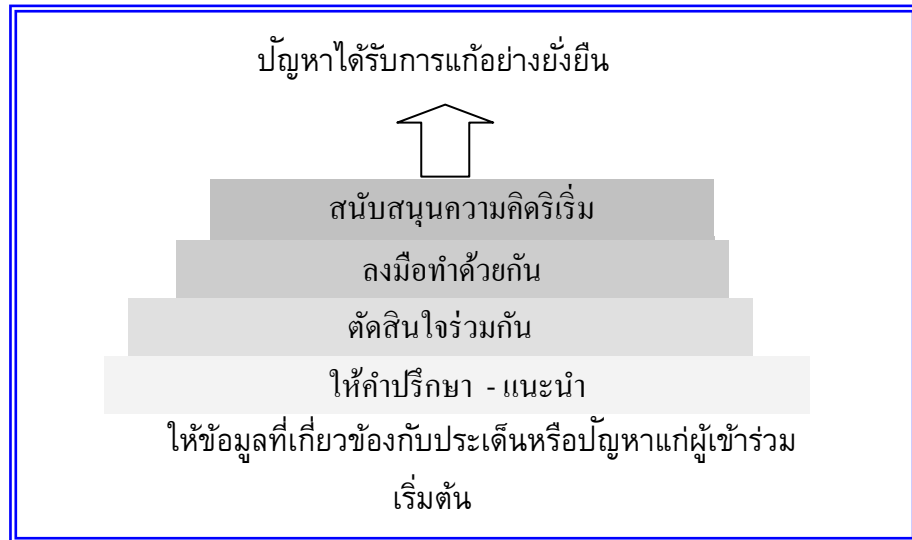 ปัญหาได้รับการแก้อย่างยั่งยืน
สนับสนุนความคิดริเริ่ม
ลงมือทำด้วยกัน
ตัดสินใจร่วมกัน
ให้คำปรึกษา - แนะนำ
ให้ข้อมูลที่เกี่ยวข้องกับประเด็นหรือปัญหาแก่ผู้เข้าร่วม
เริ่มต้น